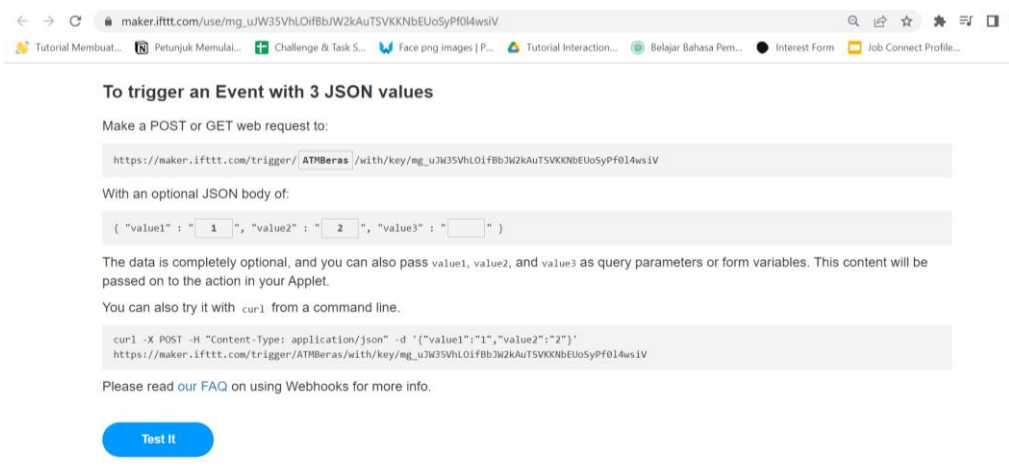 maker.ifttt.com/use/mg_uJW35VhLOifBbJW2kAuTSVKKNbEUoSyPf0l4wsiV
Tutorial Membuat... Petunjuk Memulai... Challenge & Task S... Face png images | P... Tutorial Interaction... Belajar Bahasa Pem... Interest Form Job Connect Profile...
To trigger an Event with 3 JSON values
Make a POST or GET web request to:
https://maker.ifttt.com/trigger/ ATMBeras /with/key/mg_uJW35VhLOifBbJW2kAuTSVKKNbEUoSyPf0l4wsiV
With an optional JSON body of:
{ "value1" : " 1 ", "value2" : " 2 ", "value3" : " " }
The data is completely optional, and you can also pass value1, value2, and value3 as query parameters or form variables. This content will be
passed on to the action in your Applet.
You can also try it with curl from a command line.
curl -X POST -H "Content-Type: application/json" -d '{"value1":"1","value2":"2"}'
https://maker.ifttt.com/trigger/ATMBeras/with/key/mg_uJW35VhLOifBbJW2kAuTSVKKNbEUoSyPf0l4wsiV
Please read our FAQ on using Webhooks for more info.
Test It